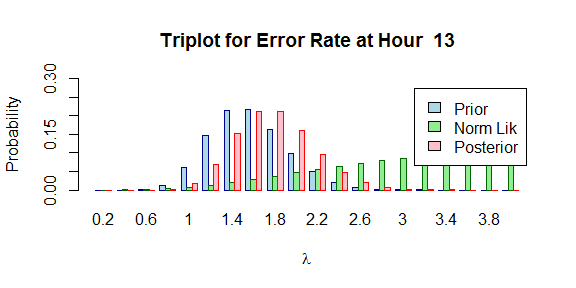 Triplot for Error Rate at Hour 13
Probability
0.30
0.15
0.00
Prior
Norm Lik
Posterior
0.2 0.6 1 1.4 1.8 2.2 2.6 3 3.4 3.8
λ